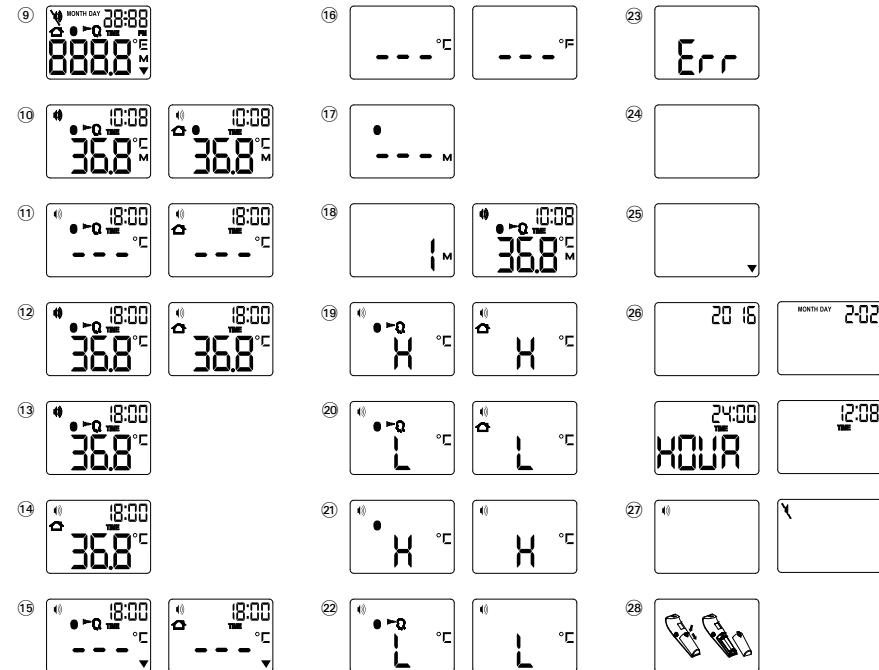 9
MONTH DAY 28:88
TIME PM
888.8 °E
M
10
10:08
TIME
36.8 °C
M
10:08
TIME
36.8 °C
M
11
18:00
TIME
--- °C
18:00
TIME
--- °C
12
18:00
TIME
36.8 °C
18:00
TIME
36.8 °C
13
18:00
TIME
36.8 °C
14
18:00
TIME
36.8 °C
15
18:00
TIME
--- °C
18:00
TIME
--- °C
16
--- °C
--- °F
17
--- M
18
1 M
10:08
TIME
36.8 °C
M
19
H °C
H °C
20
L °C
L °C
21
H °C
H °C
22
L °C
L °C
23
Err
24
25
26
2016
MONTH DAY 2-02
24:00
TIME
HOUR
12:08
TIME
27
28